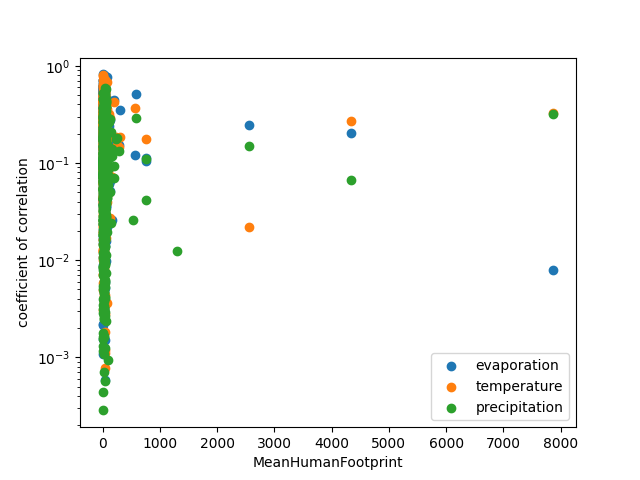 10⁰
10⁻¹
10⁻²
10⁻³
coefficient of correlation
evaporation
temperature
precipitation
0 1000 2000 3000 4000 5000 6000 7000 8000
MeanHumanFootprint